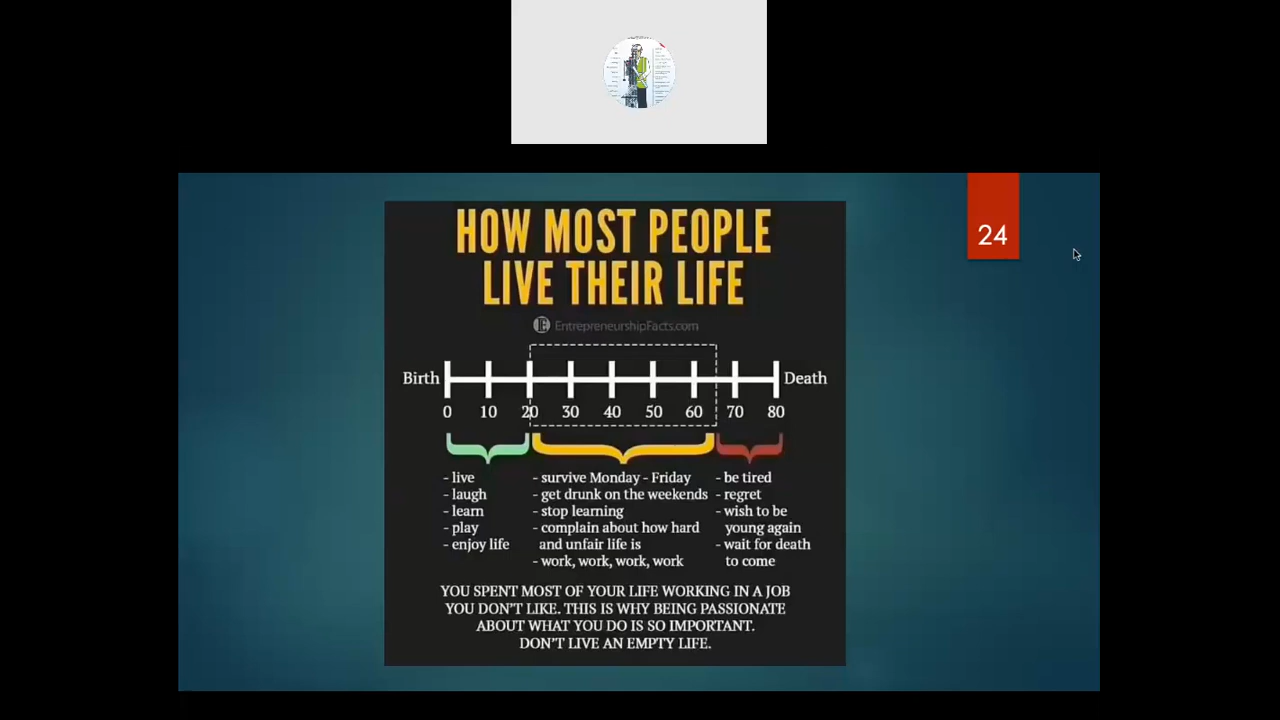 24
HOW MOST PEOPLE
LIVE THEIR LIFE
EntrepreneurshipFacts.com
Birth
Death
0 10 20 30 40 50 60 70 80
- live
- laugh
- learn
- play
- enjoy life
- survive Monday - Friday
- get drunk on the weekends
- stop learning
- complain about how hard
and unfair life is
- work, work, work, work
- be tired
- regret
- wish to be
young again
- wait for death
to come
YOU SPENT MOST OF YOUR LIFE WORKING IN A JOB
YOU DON'T LIKE. THIS IS WHY BEING PASSIONATE
ABOUT WHAT YOU DO IS SO IMPORTANT.
DON'T LIVE AN EMPTY LIFE.